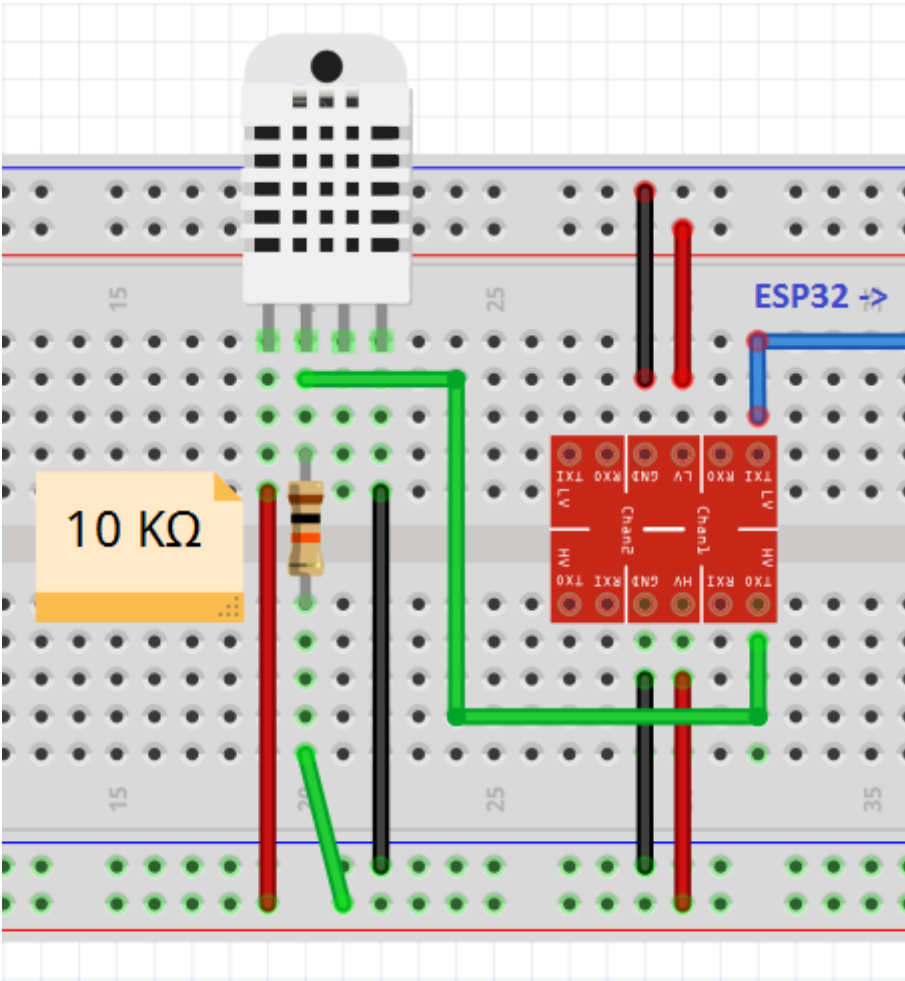 15
25
ESP32 ->
TXI RXO GND LV RXO TXI
LV LV
10 KΩ
Chan2 Chan1
HV HV
TXO RXI GND HV RXI TXO
15
20
25
35